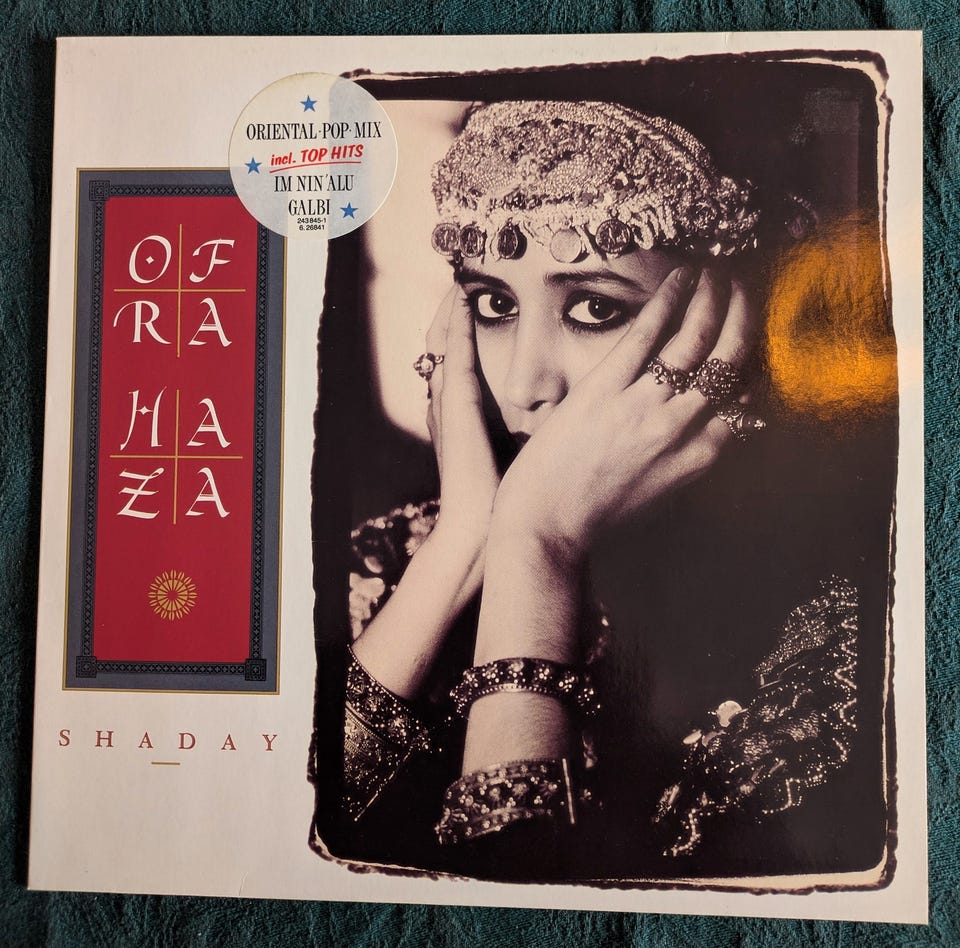 ORIENTAL·POP·MIX
incl. TOP HITS
IM NIN'ALU
GALBI
243 845-1
6.26841
OF
RA
HA
ZA
SHADAY